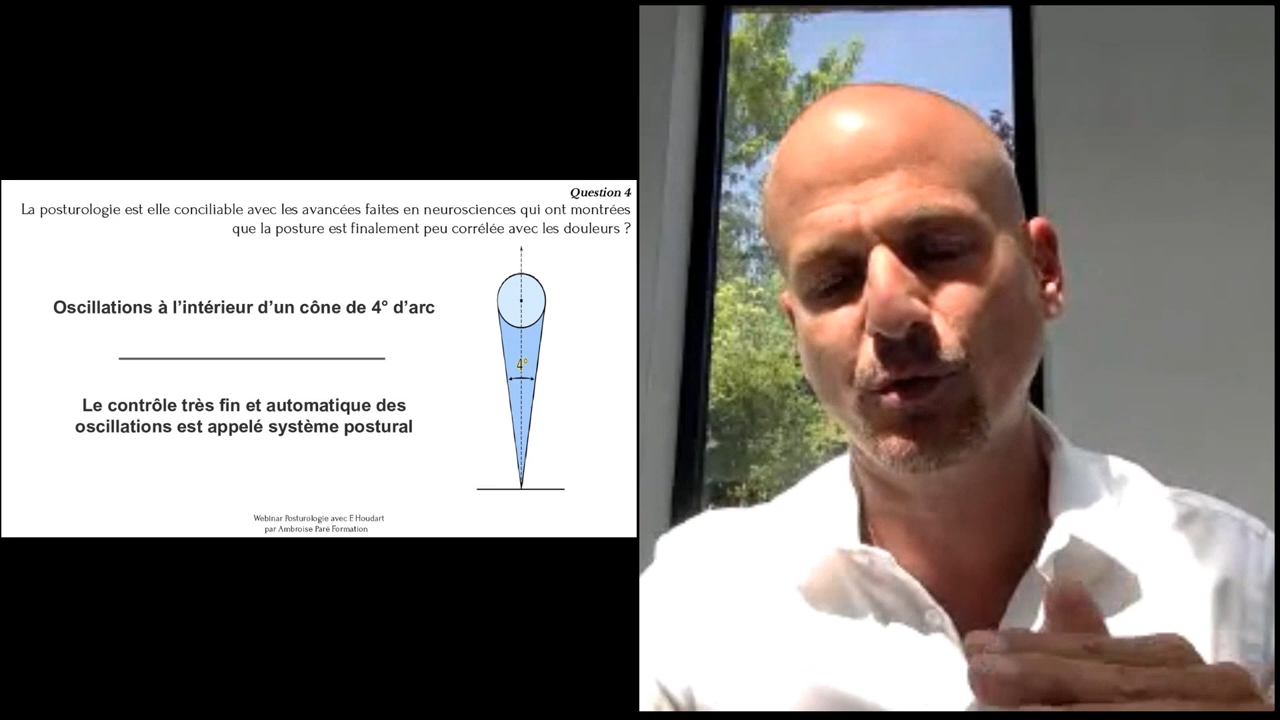 Question 4
La posturologie est elle conciliable avec les avancées faites en neurosciences qui ont montrées
que la posture est finalement peu corrélée avec les douleurs ?
Oscillations à l’intérieur d’un cône de 4° d’arc
4°
Le contrôle très fin et automatique des
oscillations est appelé système postural
Webinar Posturologie avec F Houdart
par Ambroise Paré Formation